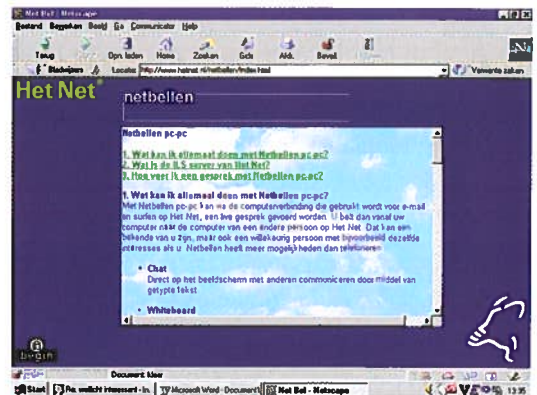 Net Bel - Netscape
Bestand Bewerken Beeld Ga Communicator Help
Terug Opn. laden Home Zoeken Gids Afdr. Beveil.
Bladwijzers Locatie: http://www.hetnet.nl/netbellen/index.html Verwante zaken
Het Net
netbellen
Netbellen pc-pc
1. Wat kan ik allemaal doen met Netbellen pc-pc?
2. Wat is de ILS server van Het Net?
3. Hoe voer ik een gesprek met Netbellen pc-pc?
1. Wat kan ik allemaal doen met Netbellen pc-pc?
Met Netbellen pc-pc kan via de computerverbinding die gebruikt wordt voor e-mail
en surfen op Het Net, een live gesprek gevoerd worden. U belt dan vanaf uw
computer naar de computer van een andere persoon op Het Net. Dat kan een
bekende van u zijn, maar ook een willekeurig persoon met bijvoorbeeld dezelfde
interesses als u. Netbellen heeft meer mogelijkheden dan telefoneren
• Chat
Direct op het beeldscherm met anderen communiceren door middel van
getypte tekst
• Whiteboard
begin
Document: klaar
Start Re: wellicht interessant - In... Microsoft Word - Document1 Net Bel - Netscape 13:35